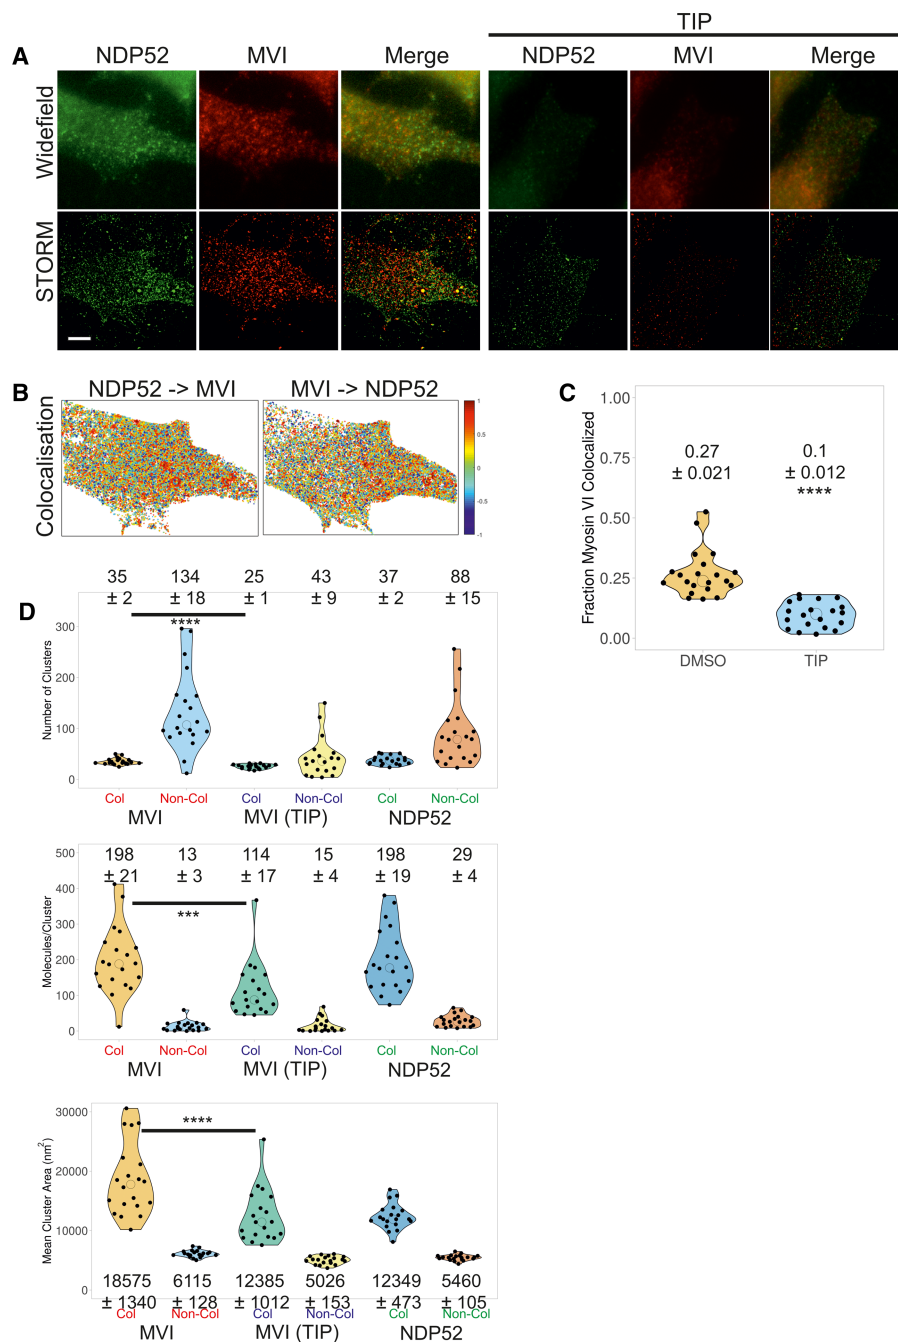 TIP
A
NDP52 MVI Merge NDP52 MVI Merge
Widefield
STORM
B
NDP52 -> MVI MVI -> NDP52
Colocalisation
1
0.5
0
-0.5
-1
C
Fraction Myosin VI Colocalized
1.00
0.75
0.50
0.25
0.00
0.27 0.1
± 0.021 ± 0.012
****
DMSO TIP
D
35 134 25 43 37 88
± 2 ± 18 ± 1 ± 9 ± 2 ± 15
****
Number of Clusters
300
200
100
0
Col Non-Col Col Non-Col Col Non-Col
MVI MVI (TIP) NDP52
Molecules/Cluster
500
400
300
200
100
0
198 13 114 15 198 29
± 21 ± 3 ± 17 ± 4 ± 19 ± 4
***
Col Non-Col Col Non-Col Col Non-Col
MVI MVI (TIP) NDP52
Mean Cluster Area (nm²)
30000
20000
10000
0
****
18575 6115 12385 5026 12349 5460
± 1340 ± 128 ± 1012 ± 153 ± 473 ± 105
Col Non-Col Col Non-Col Col Non-Col
MVI MVI (TIP) NDP52